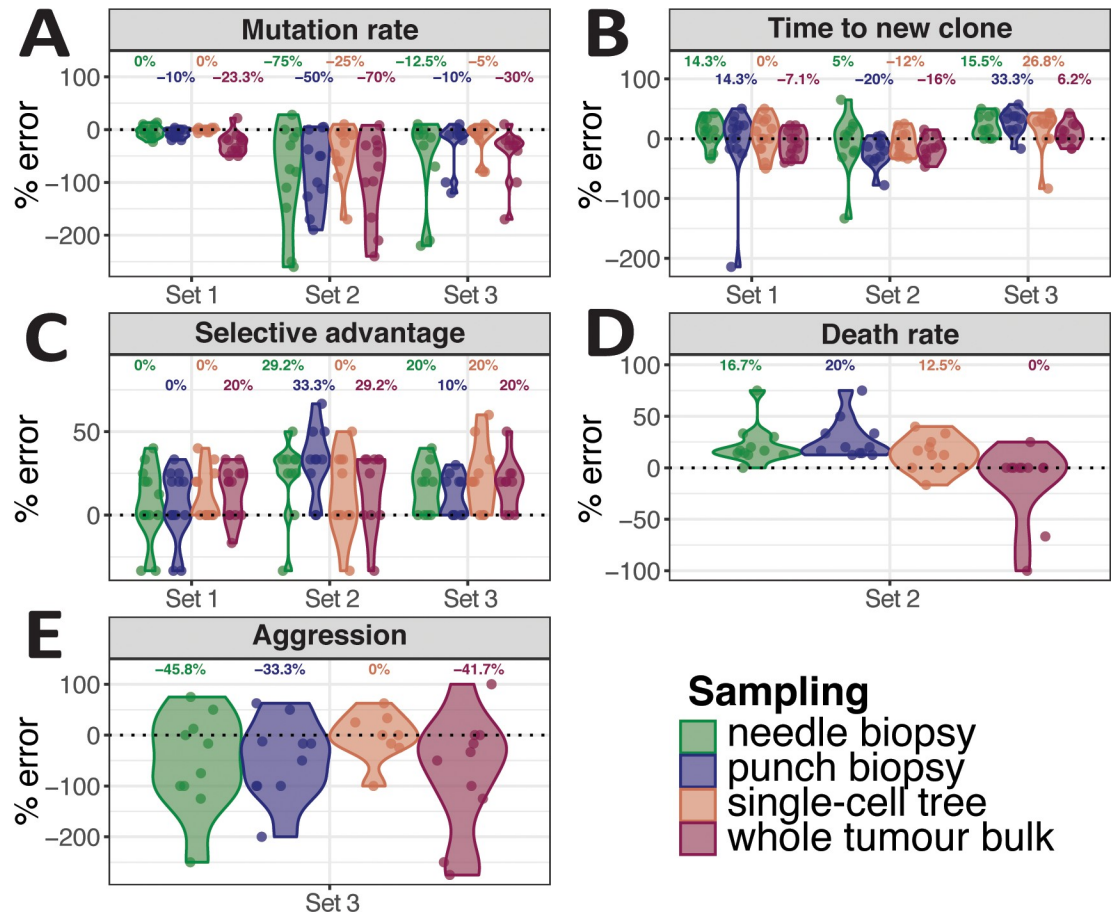 A
Mutation rate
0% 0% −75% −25% −12.5% −5%
−10% −23.3% −50% −70% −10% −30%
100
0
−100
−200
% error
Set 1 Set 2 Set 3
B
Time to new clone
14.3% 0% 5% −12% 15.5% 26.8%
14.3% −7.1% −20% −16% 33.3% 6.2%
100
0
−100
−200
% error
Set 1 Set 2 Set 3
C
Selective advantage
0% 0% 29.2% 0% 20% 20%
0% 20% 33.3% 29.2% 10% 20%
50
0
% error
Set 1 Set 2 Set 3
D
Death rate
16.7% 20% 12.5% 0%
100
50
0
−50
−100
% error
Set 2
E
Aggression
−45.8% −33.3% 0% −41.7%
100
0
−100
−200
% error
Set 3
Sampling
needle biopsy
punch biopsy
single-cell tree
whole tumour bulk